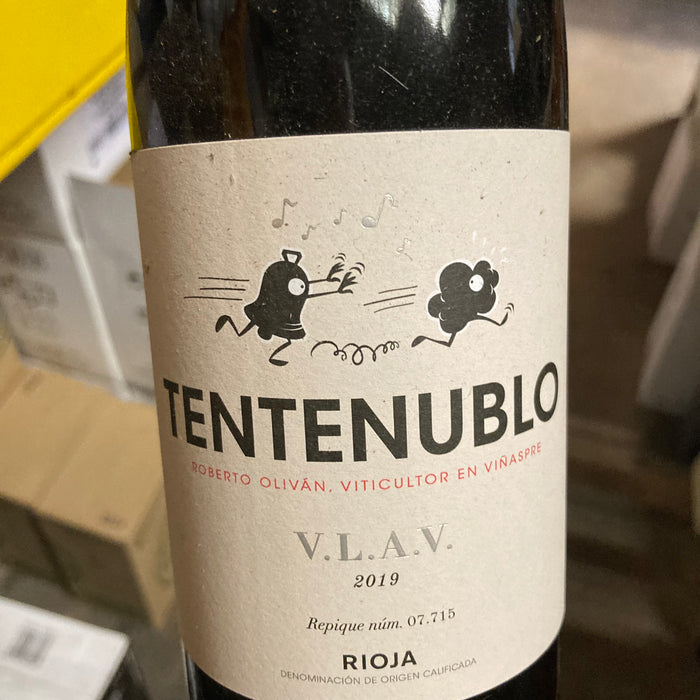 TENTENUBLO
ROBERTO OLIVÁN, VITICULTOR EN VIÑASPRE
V.L.A.V.
2019
Repique núm. 07.715
RIOJA
DENOMINACIÓN DE ORIGEN CALIFICADA